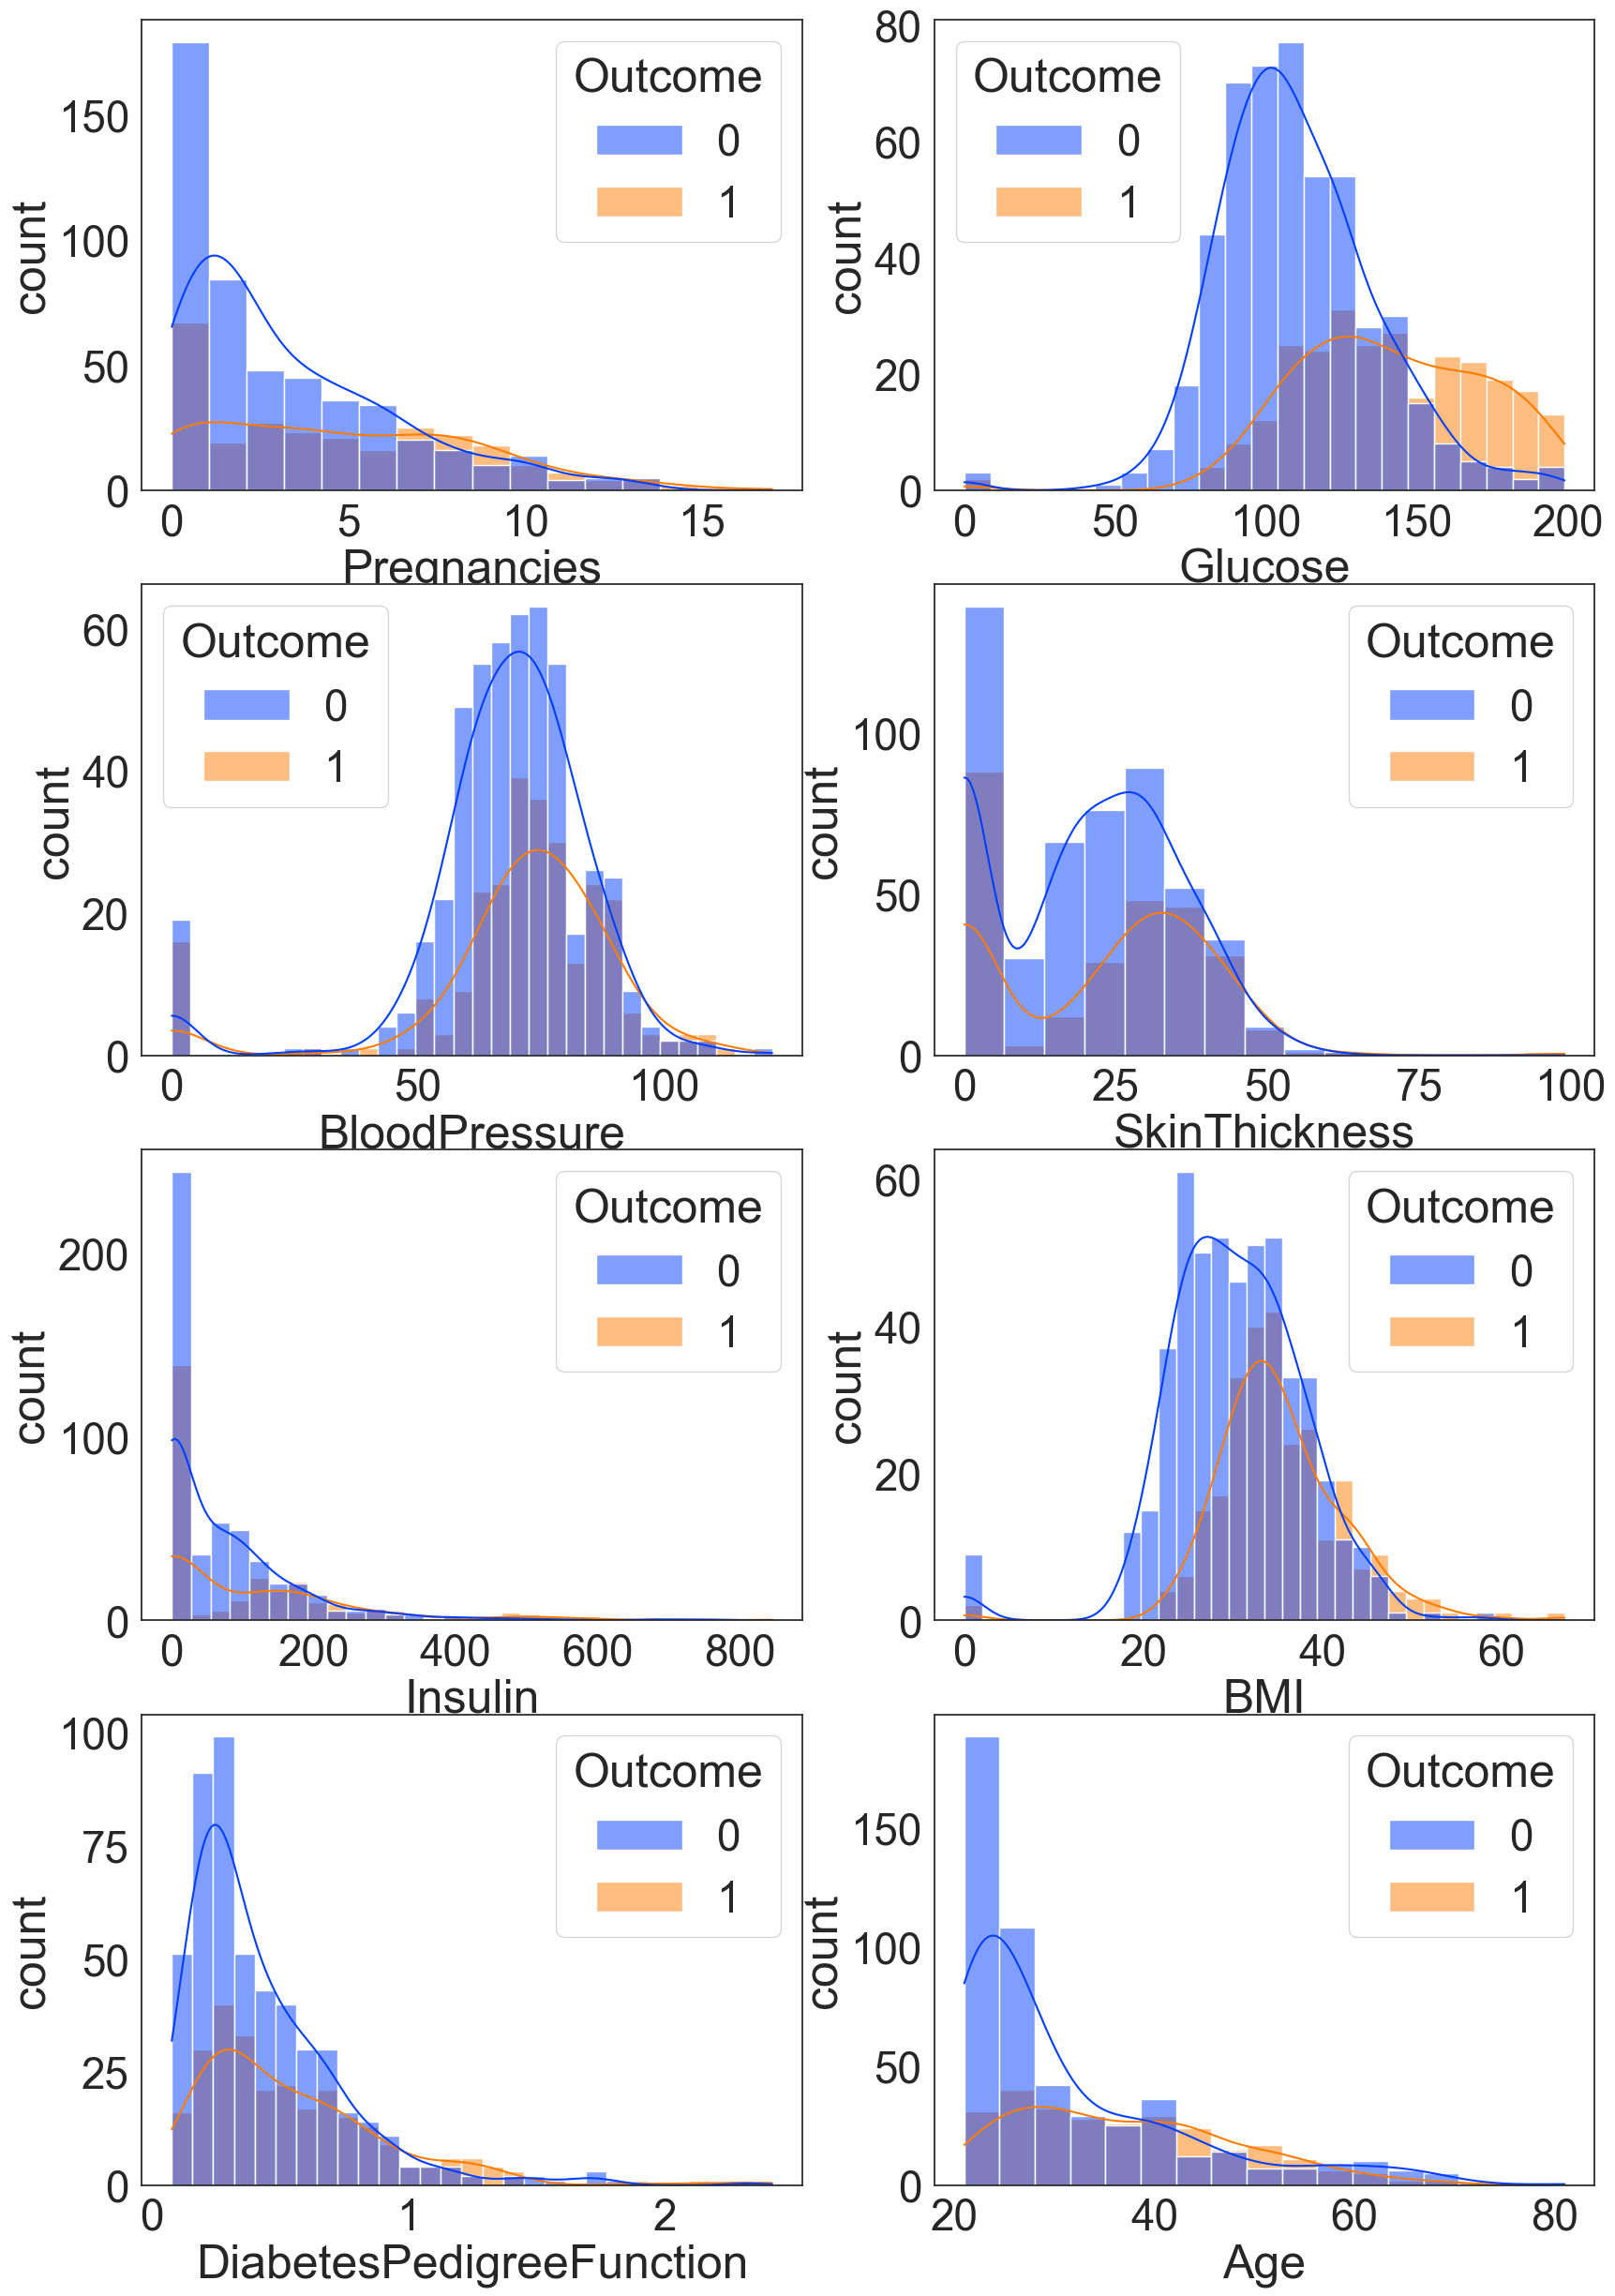 Outcome
0
1
150
100
50
0
count
0 5 10 15
Pregnancies
Outcome
0
1
80
60
40
20
0
count
0 50 100 150 200
Glucose
Outcome
0
1
60
40
20
0
count
0 50 100
BloodPressure
Outcome
0
1
100
50
0
count
0 25 50 75 100
SkinThickness
Outcome
0
1
200
100
0
count
0 200 400 600 800
Insulin
Outcome
0
1
60
40
20
0
count
0 20 40 60
BMI
Outcome
0
1
100
75
50
25
0
count
0 1 2
DiabetesPedigreeFunction
Outcome
0
1
150
100
50
0
count
20 40 60 80
Age